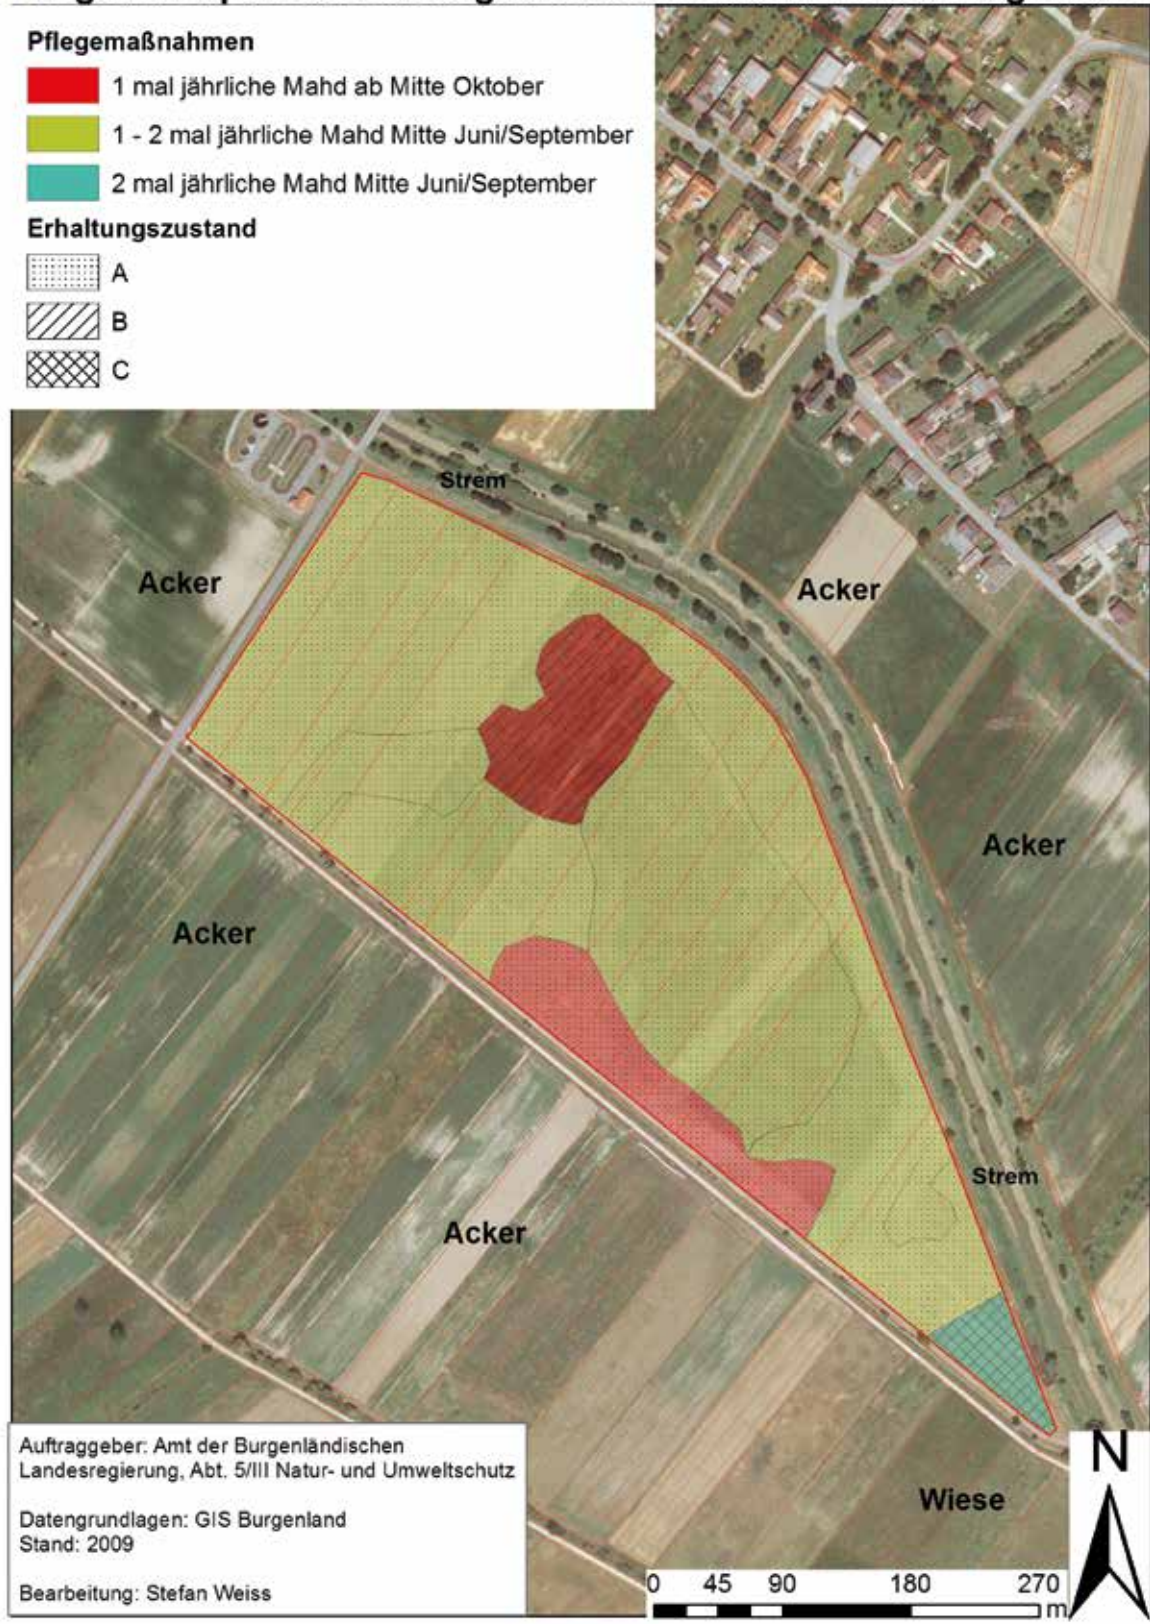 Pflegemaßnahmen
1 mal jährliche Mahd ab Mitte Oktober
1 - 2 mal jährliche Mahd Mitte Juni/September
2 mal jährliche Mahd Mitte Juni/September
Erhaltungszustand
A
B
C
Strem
Acker
Acker
Acker
Acker
Strem
Acker
Wiese
Auftraggeber: Amt der Burgenländischen
Landesregierung, Abt. 5/III Natur- und Umweltschutz
Datengrundlagen: GIS Burgenland
Stand: 2009
Bearbeitung: Stefan Weiss
N
0 45 90 180 270
m